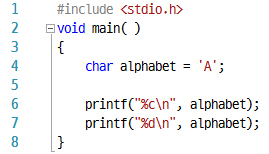 1 #include <stdio.h>
2 void main( )
3 {
4     char alphabet = 'A';
5
6     printf("%c\n", alphabet);
7     printf("%d\n", alphabet);
8 }